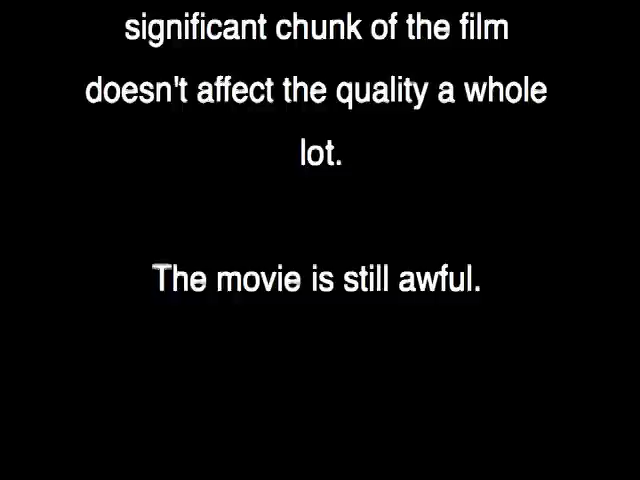 significant chunk of the film
doesn't affect the quality a whole
lot.
The movie is still awful.